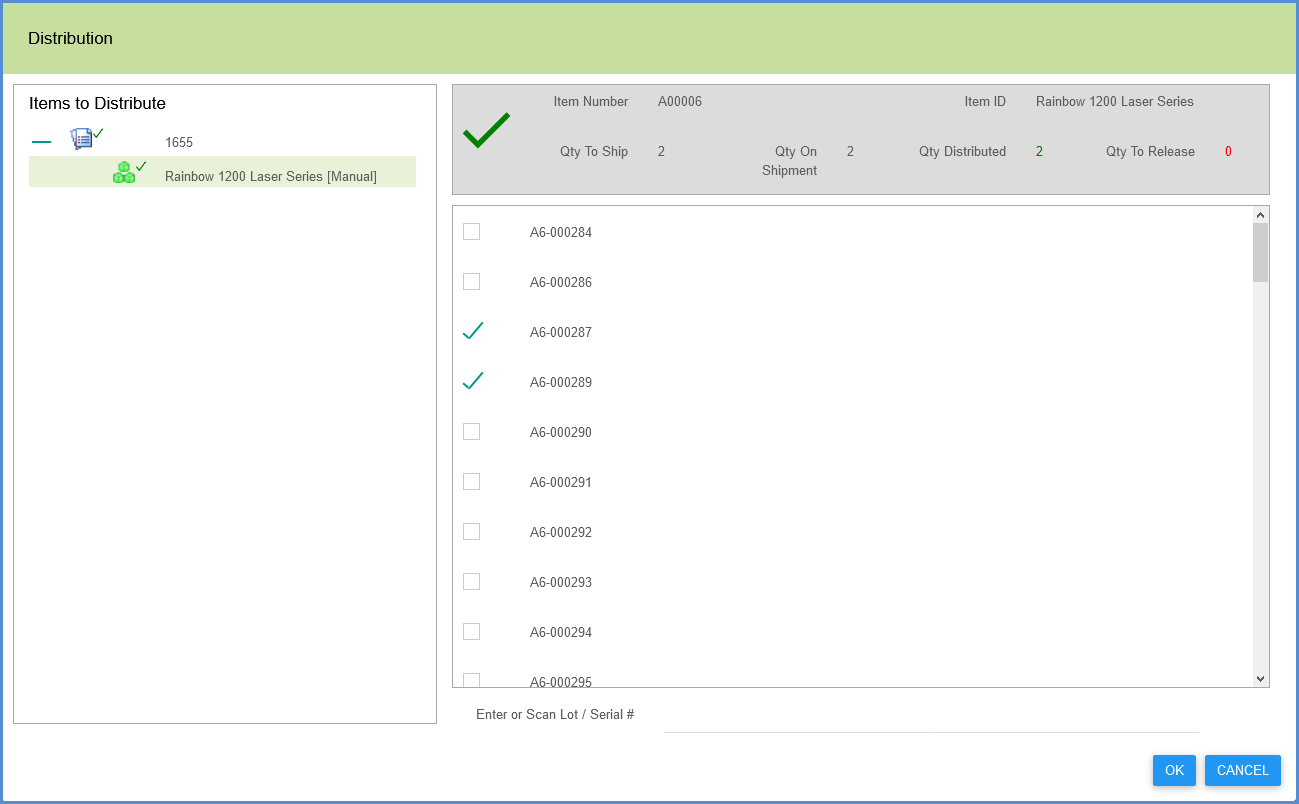 Distribution
Items to Distribute
1655
Rainbow 1200 Laser Series [Manual]
Item Number A00006 Item ID Rainbow 1200 Laser Series
Qty To Ship 2 Qty On Shipment 2 Qty Distributed 2 Qty To Release 0
A6-000284
A6-000286
A6-000287
A6-000289
A6-000290
A6-000291
A6-000292
A6-000293
A6-000294
A6-000295
Enter or Scan Lot / Serial #
OK CANCEL